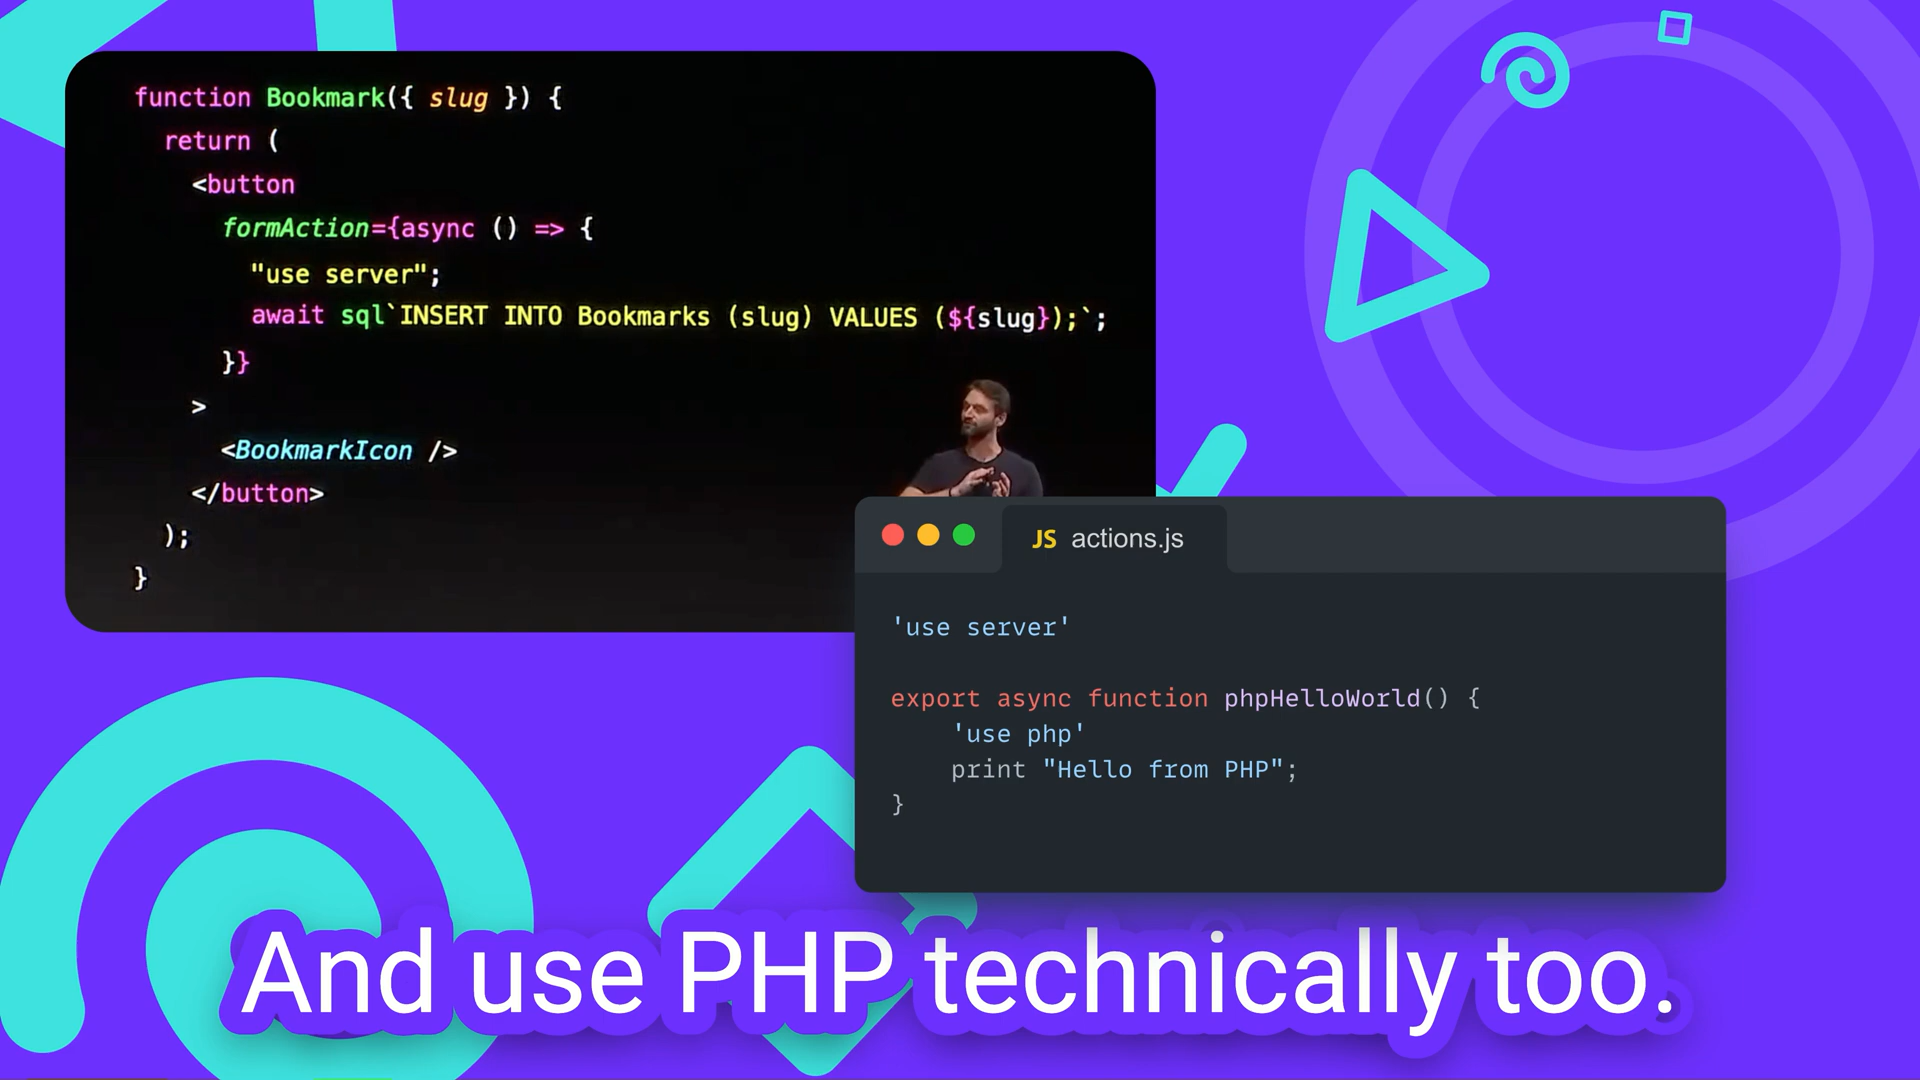 function Bookmark({ slug }) {
return (
<button
formAction={async () => {
"use server";
await sql`INSERT INTO Bookmarks (slug) VALUES (${slug});`;
}}
>
<BookmarkIcon />
</button>
);
}
JS actions.js
'use server'
export async function phpHelloWorld() {
'use php'
print "Hello from PHP";
}
And use PHP technically too.